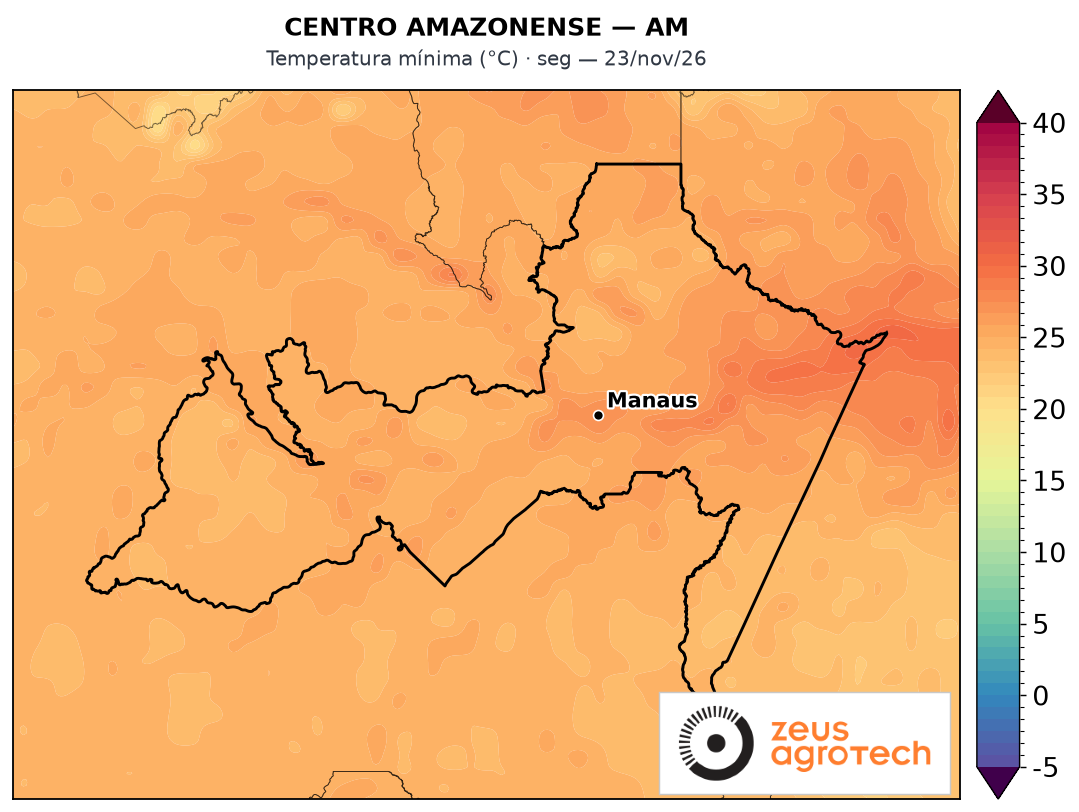 CENTRO AMAZONENSE — AM
Temperatura mínima (°C) · seg — 23/nov/26
40
35
30
25
20
15
10
5
0
-5
Manaus
zeus
agrotech